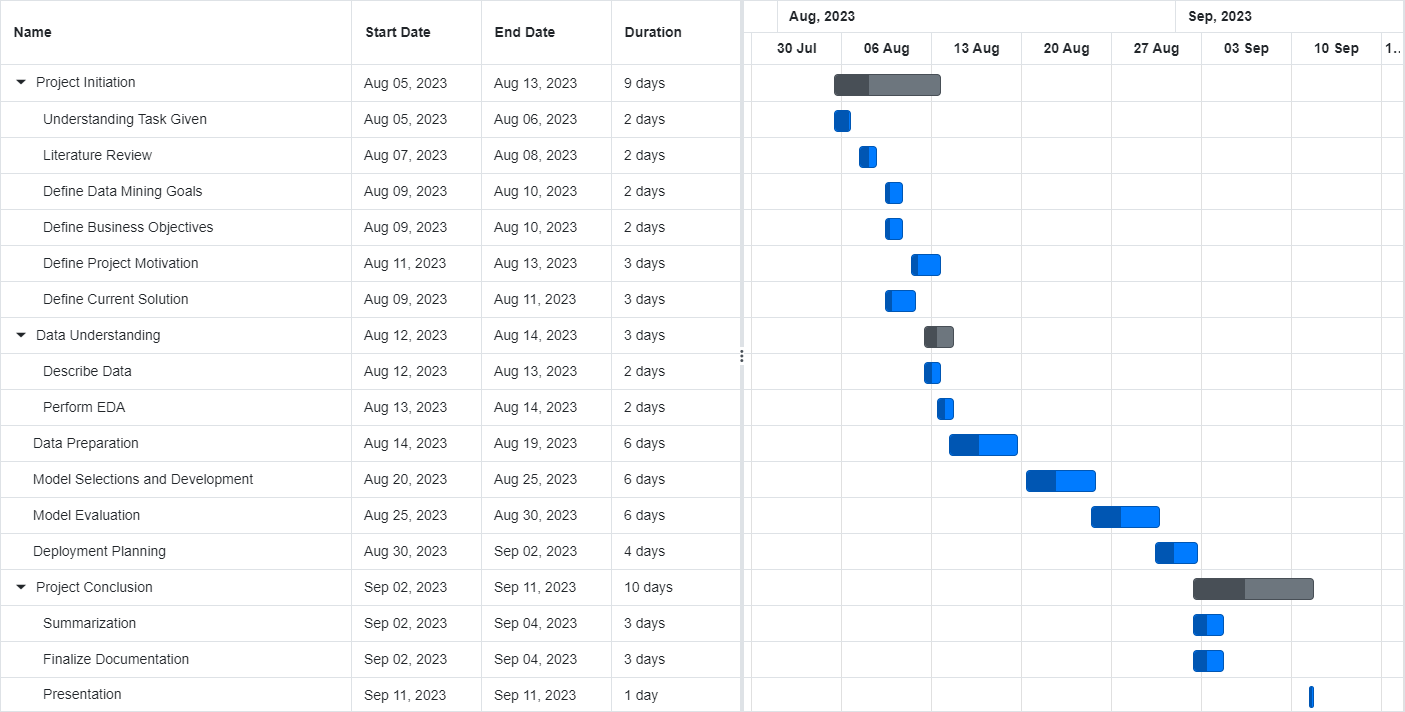 Name Start Date End Date Duration Aug, 2023 Sep, 2023
30 Jul 06 Aug 13 Aug 20 Aug 27 Aug 03 Sep 10 Sep 1...
Project Initiation Aug 05, 2023 Aug 13, 2023 9 days
Understanding Task Given Aug 05, 2023 Aug 06, 2023 2 days
Literature Review Aug 07, 2023 Aug 08, 2023 2 days
Define Data Mining Goals Aug 09, 2023 Aug 10, 2023 2 days
Define Business Objectives Aug 09, 2023 Aug 10, 2023 2 days
Define Project Motivation Aug 11, 2023 Aug 13, 2023 3 days
Define Current Solution Aug 09, 2023 Aug 11, 2023 3 days
Data Understanding Aug 12, 2023 Aug 14, 2023 3 days
Describe Data Aug 12, 2023 Aug 13, 2023 2 days
Perform EDA Aug 13, 2023 Aug 14, 2023 2 days
Data Preparation Aug 14, 2023 Aug 19, 2023 6 days
Model Selections and Development Aug 20, 2023 Aug 25, 2023 6 days
Model Evaluation Aug 25, 2023 Aug 30, 2023 6 days
Deployment Planning Aug 30, 2023 Sep 02, 2023 4 days
Project Conclusion Sep 02, 2023 Sep 11, 2023 10 days
Summarization Sep 02, 2023 Sep 04, 2023 3 days
Finalize Documentation Sep 02, 2023 Sep 04, 2023 3 days
Presentation Sep 11, 2023 Sep 11, 2023 1 day